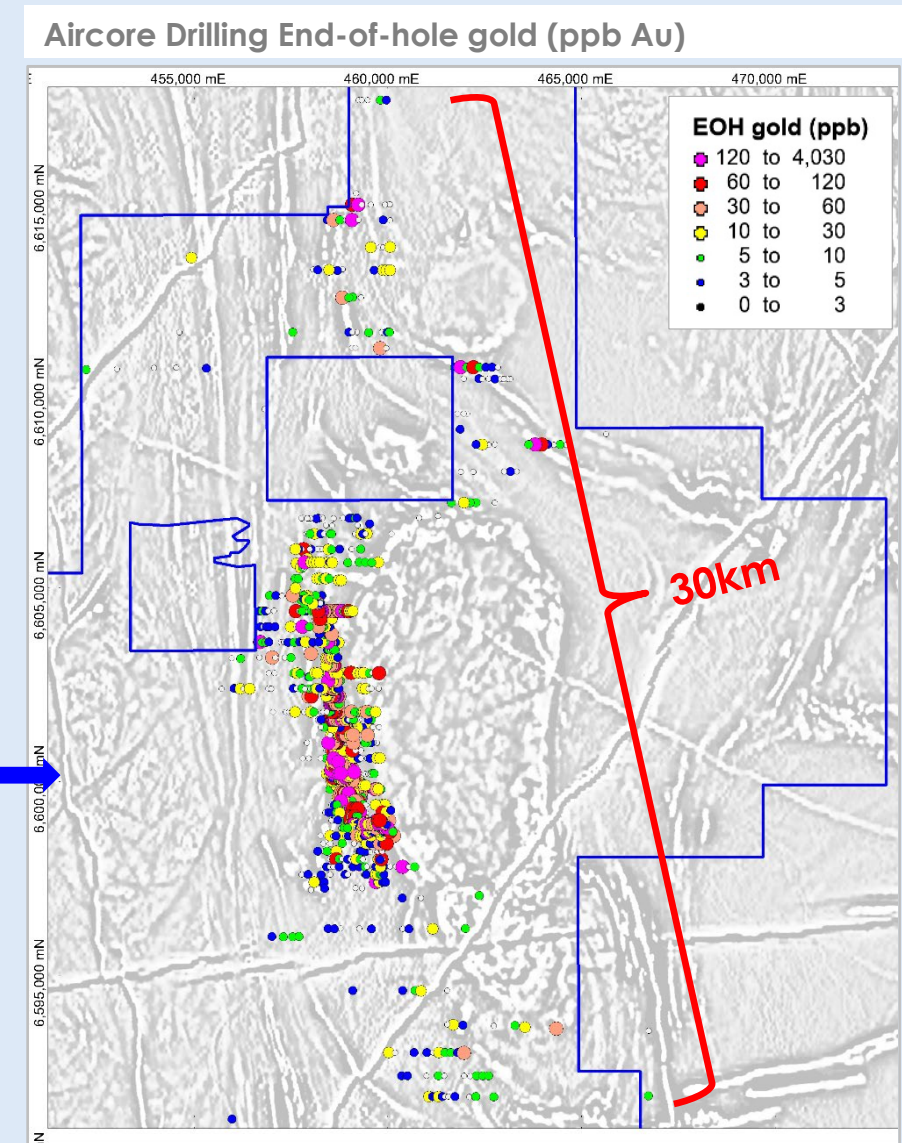 Aircore Drilling End-of-hole gold (ppb Au)
455,000 mE 460,000 mE 465,000 mE 470,000 mE
EOH gold (ppb)
120 to 4,030
60 to 120
30 to 60
10 to 30
5 to 10
3 to 5
0 to 3
6,615,000 mN
6,610,000 mN
6,605,000 mN
30km
6,595,000 mN
N